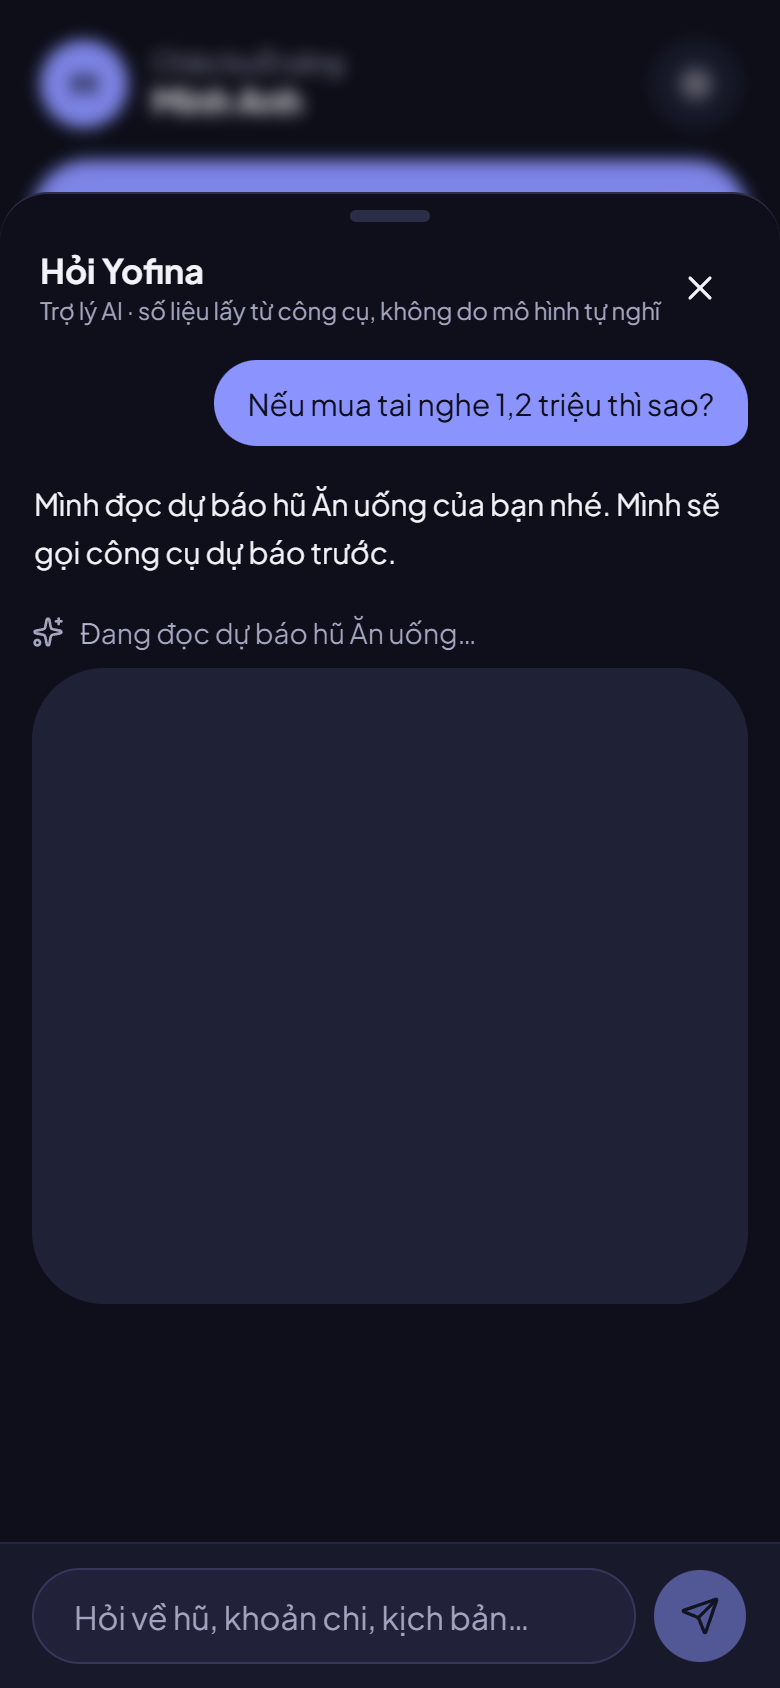 Minh Anh
Hỏi Yofina
Trợ lý AI · số liệu lấy từ công cụ, không do mô hình tự nghĩ
Nếu mua tai nghe 1,2 triệu thì sao?
Mình đọc dự báo hũ Ăn uống của bạn nhé. Mình sẽ
gọi công cụ dự báo trước.
Đang đọc dự báo hũ Ăn uống...
Hỏi về hũ, khoản chi, kịch bản...